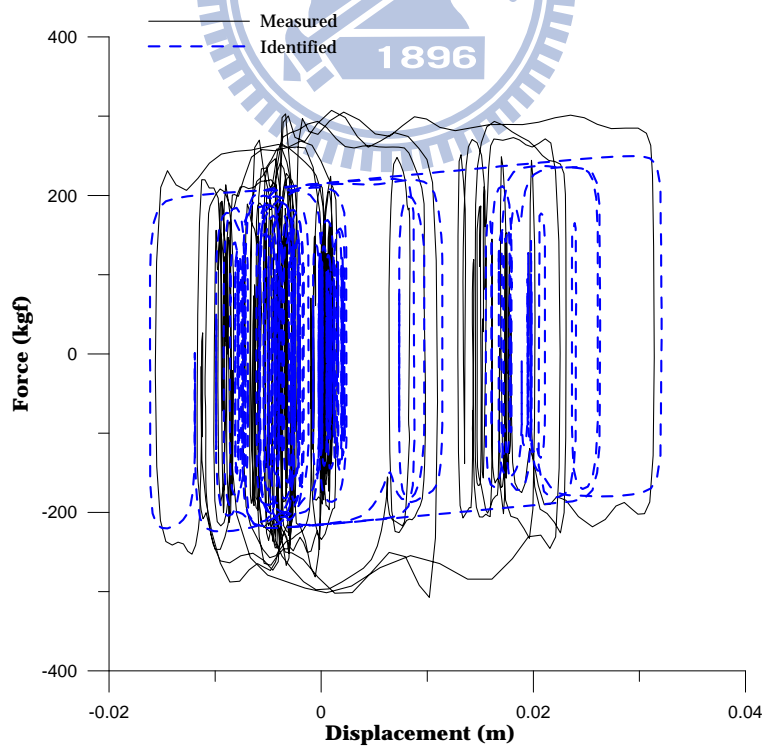 Measured
Identified
1896
400
200
0
-200
-400
Force (kgf)
-0.02
0
0.02
0.04
Displacement (m)